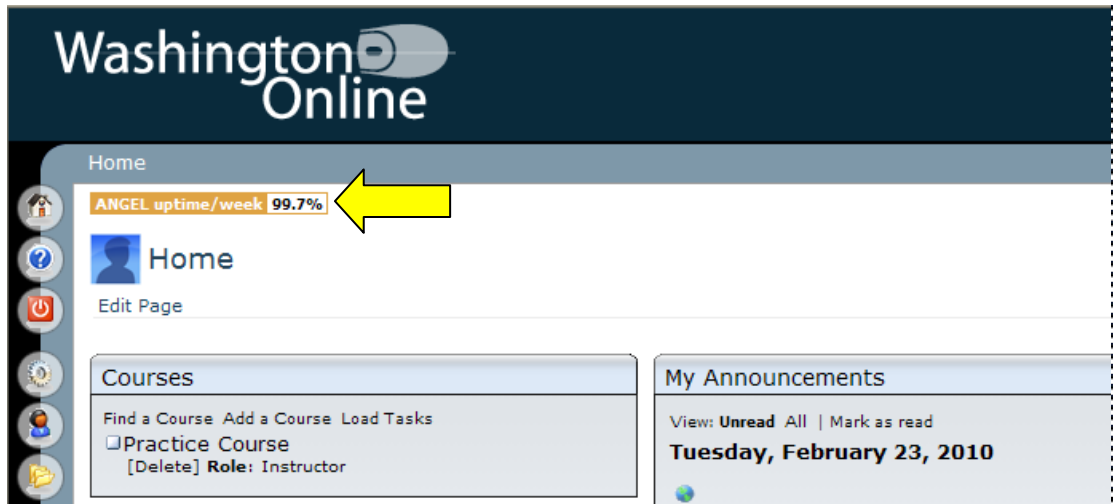 Washington
Online
Home
ANGEL uptime/week 99.7%
Home
Edit Page
Courses
Find a Course Add a Course Load Tasks
Practice Course
[Delete] Role: Instructor
My Announcements
View: Unread All | Mark as read
Tuesday, February 23, 2010